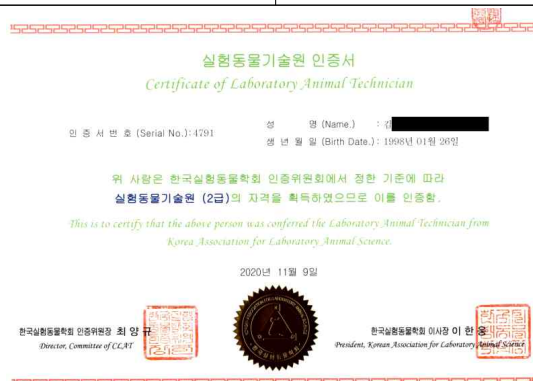 실험동물기술원 인증서
Certificate of Laboratory Animal Technician
인 증 서 번 호 (Serial No.): 4791
성 명 (Name.) :
생 년 월 일 (Birth Date.) : 1998년 01월 26일
위 사람은 한국실험동물학회 인증위원회에서 정한 기준에 따라
실험동물기술원 (2급)의 자격을 획득하였으므로 이를 인증함.
This is to certify that the above person was conferred the Laboratory Animal Technician from
Korea Association for Laboratory Animal Science.
2020년 11월 9일
한국실험동물학회 인증위원장 최 양 규
Director, Committee of CLAT
한국실험동물학회 이사장 이 한 웅
President, Korean Association for Laboratory Animal Science